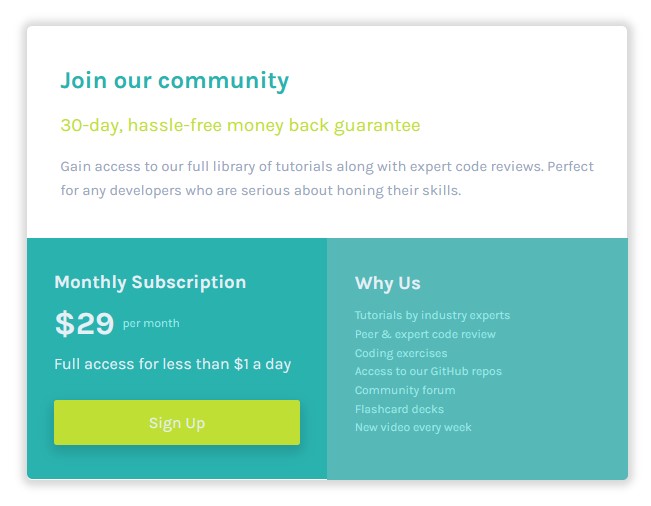 Join our community
30-day, hassle-free money back guarantee
Gain access to our full library of tutorials along with expert code reviews. Perfect
for any developers who are serious about honing their skills.
Monthly Subscription
$29 per month
Full access for less than $1 a day
Sign Up
Why Us
Tutorials by industry experts
Peer & expert code review
Coding exercises
Access to our GitHub repos
Community forum
Flashcard decks
New video every week